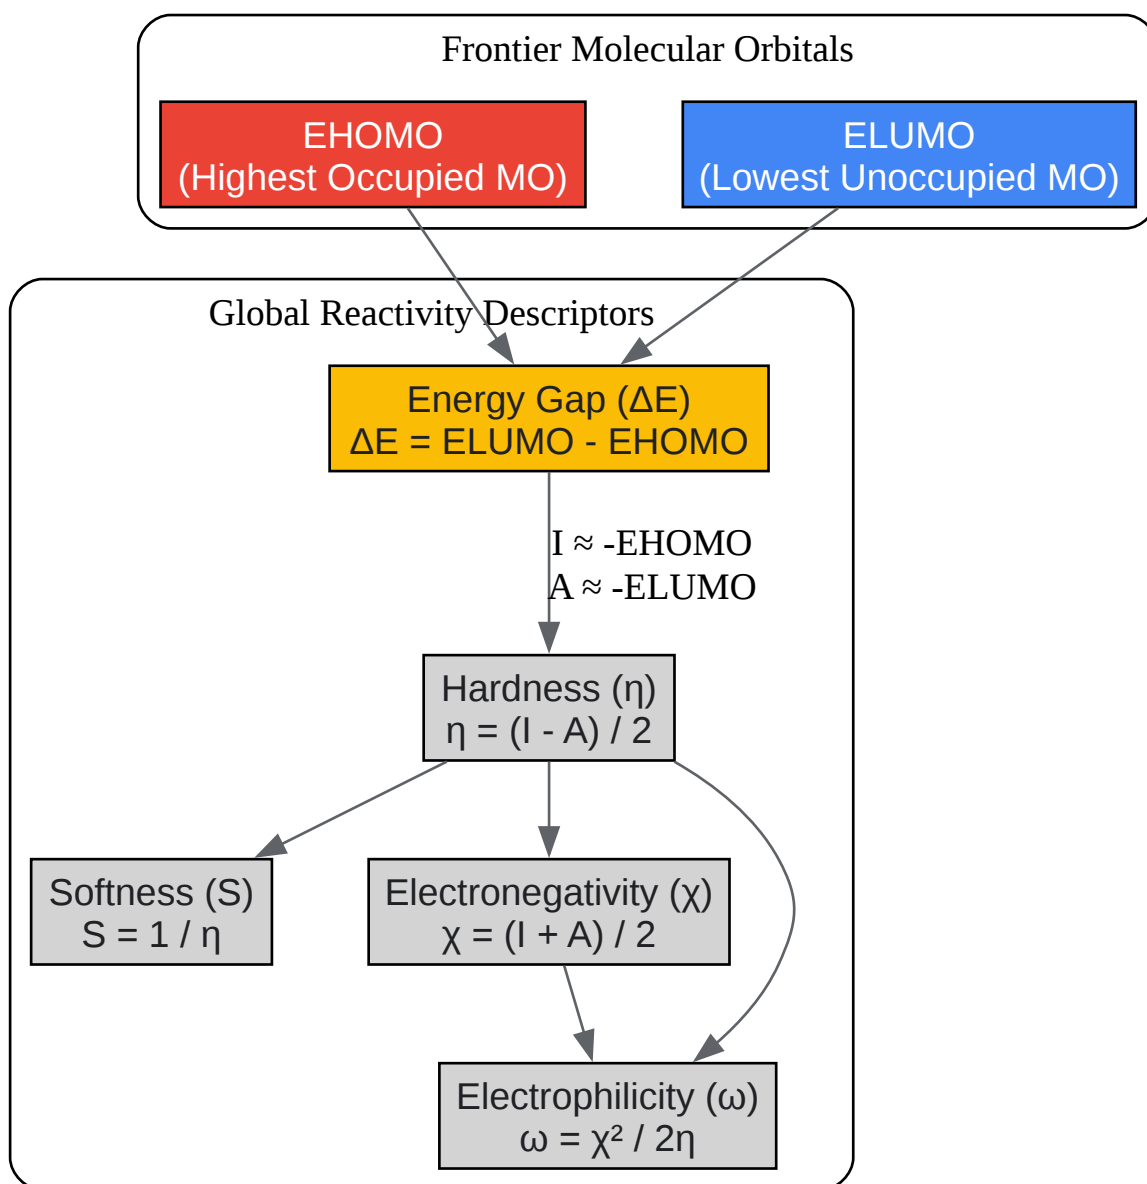 Frontier Molecular Orbitals
EHOMO
(Highest Occupied MO)
ELUMO
(Lowest Unoccupied MO)
Global Reactivity Descriptors
Energy Gap (ΔE)
ΔE = ELUMO - EHOMO
I ≈ -EHOMO
A ≈ -ELUMO
Hardness (η)
η = (I - A) / 2
Softness (S)
S = 1 / η
Electronegativity (χ)
χ = (I + A) / 2
Electrophilicity (ω)
ω = χ² / 2η